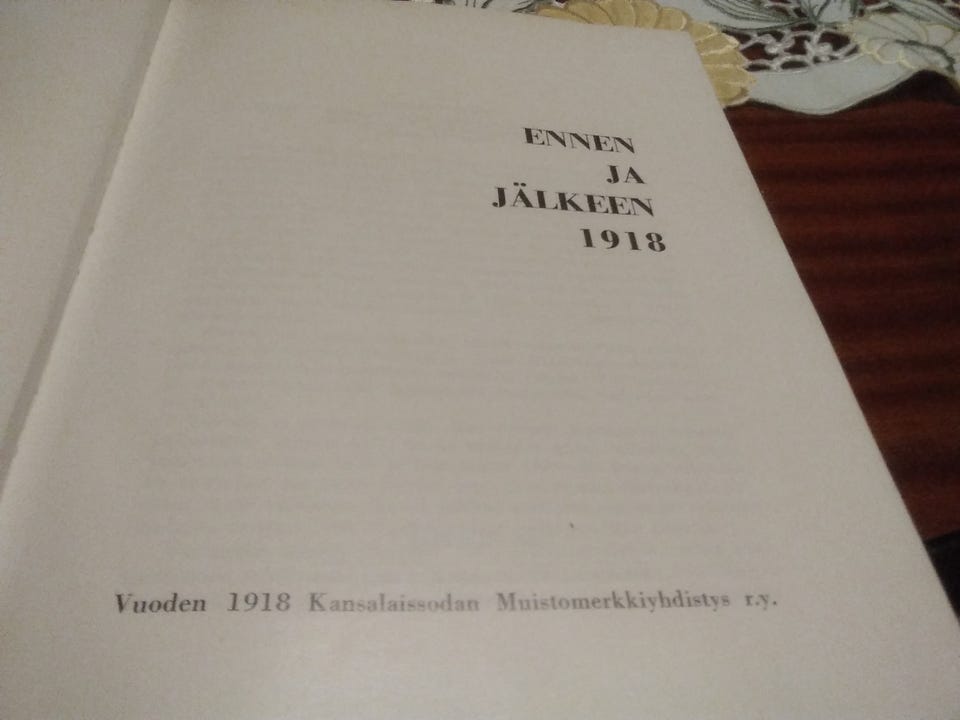 ENNEN
JA
JÄLKEEN
1918
Vuoden 1918 Kansalaissodan Muistomerkkiyhdistys r.y.